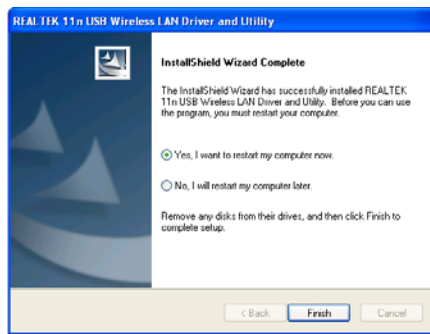 REALTEK 11n USB Wireless LAN Driver and Utility
InstallShield Wizard Complete
The InstallShield Wizard has successfully installed REALTEK
11n USB Wireless LAN Driver and Utility. Before you can use
the program, you must restart your computer.
Yes, I want to restart my computer now.
No, I will restart my computer later.
Remove any disks from their drives, and then click Finish to
complete setup.
< Back
Finish
Cancel